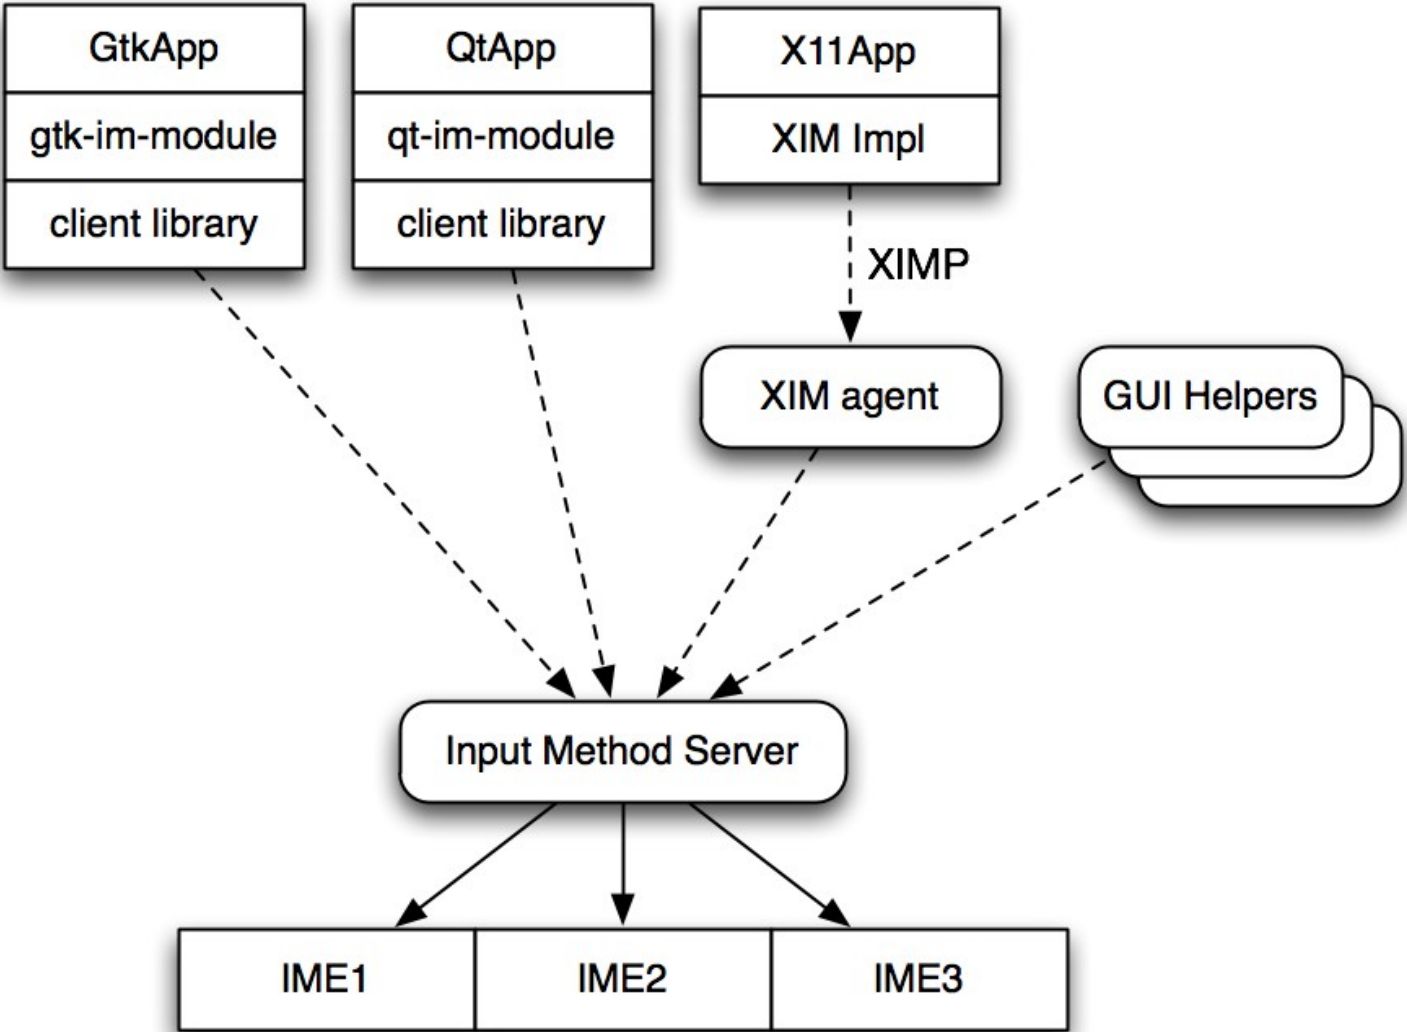 GtkApp
gtk-im-module
client library
QtApp
qt-im-module
client library
X11App
XIM Impl
XIMP
XIM agent
GUI Helpers
Input Method Server
IME1
IME2
IME3